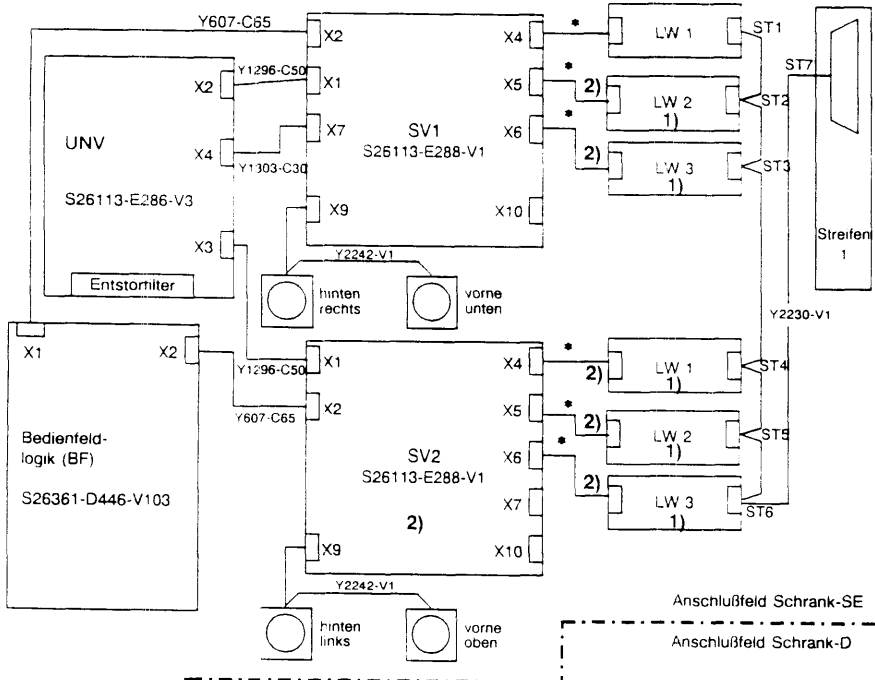 Y607-C65
X2
X4
*
LW 1
ST1
Y1296-C50
X2
X1
X5
*
2)
LW 2
1)
ST2
ST7
UNV
X7
SV1
S26113-E288-V1
X6
*
X4
Y1303-C30
2)
LW 3
1)
ST3
S26113-E286-V3
X9
X10
X3
Y2242-V1
Streifen
1
Entstörfilter
hinten
rechts
vorne
unten
Y2230-V1
X1
X2
X1
X4
*
2)
LW 1
1)
ST4
Y1296-C50
X2
X5
*
Y607-C65
2)
LW 2
1)
ST5
Bedienfeld-
logik (BF)
SV2
S26113-E288-V1
X6
*
S26361-D446-V103
2)
X7
2)
LW 3
1)
ST6
X9
X10
Y2242-V1
hinten
links
vorne
oben
Anschlußfeld Schrank-SE
Anschlußfeld Schrank-D